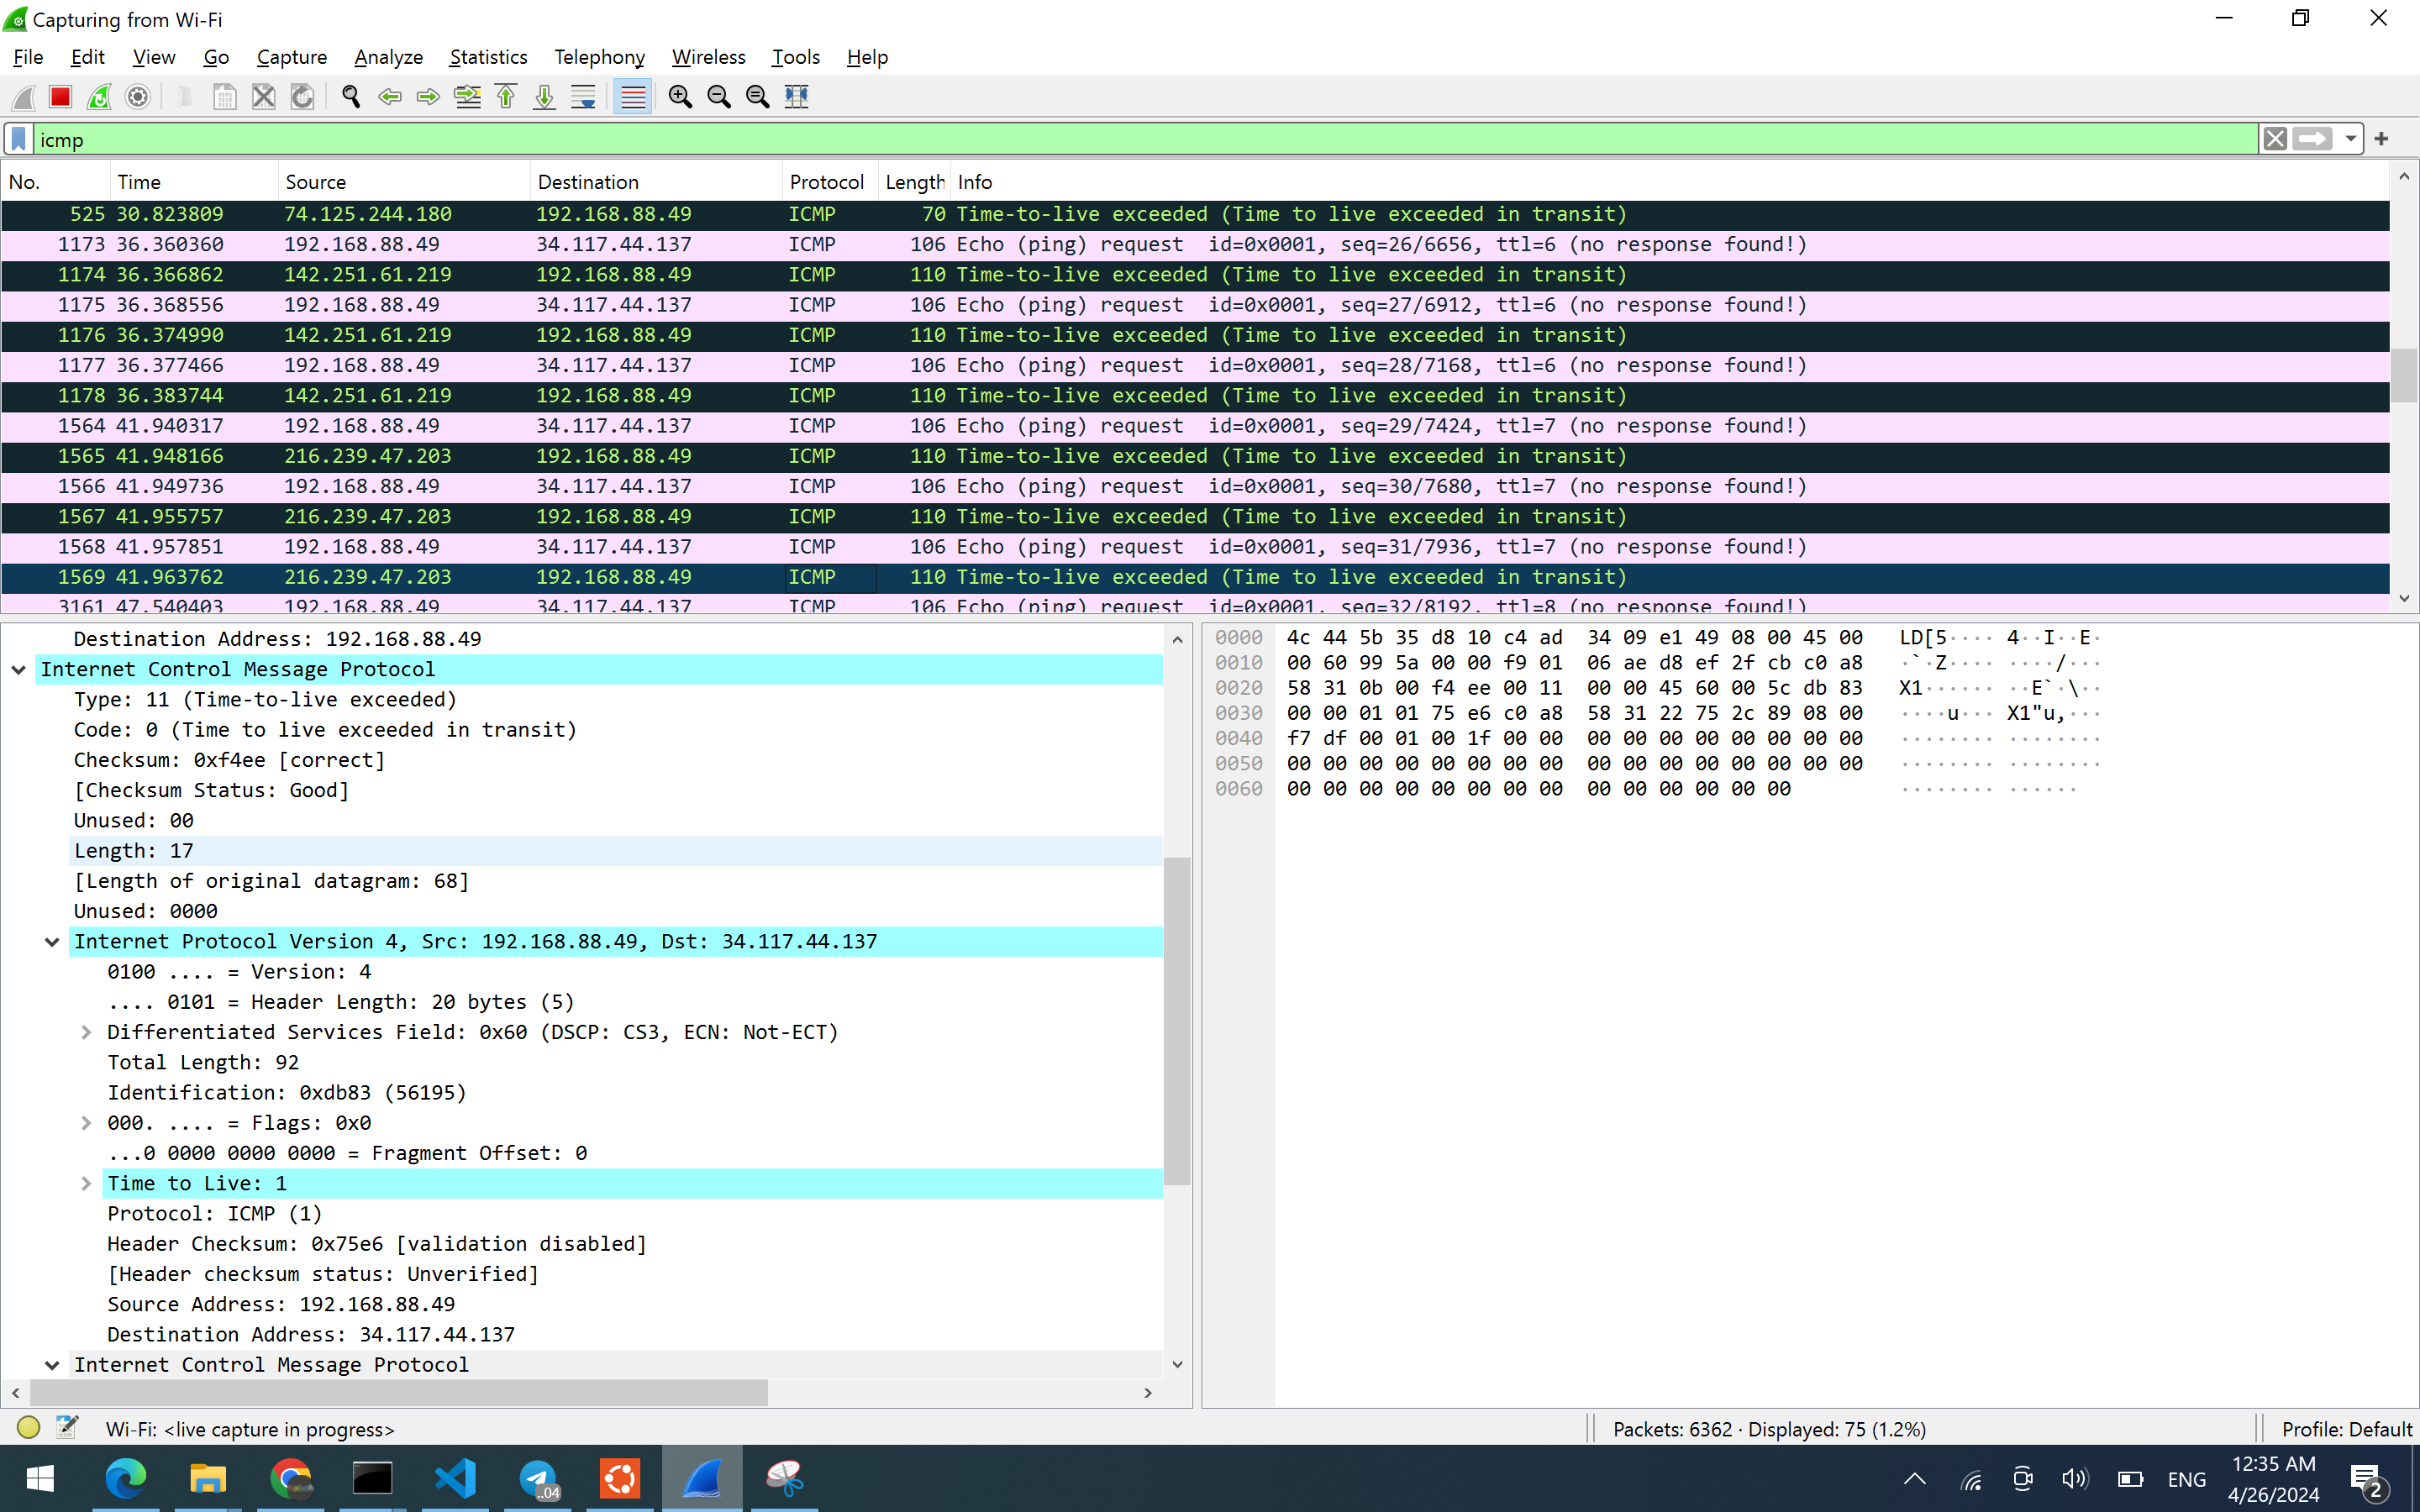 Capturing from Wi-Fi
File Edit View Go Capture Analyze Statistics Telephony Wireless Tools Help
icmp
No. Time Source Destination Protocol Length Info
525 30.823809 74.125.244.180 192.168.88.49 ICMP 70 Time-to-live exceeded (Time to live exceeded in transit)
1173 36.360360 192.168.88.49 34.117.44.137 ICMP 106 Echo (ping) request id=0x0001, seq=26/6656, ttl=6 (no response found!)
1174 36.366862 142.251.61.219 192.168.88.49 ICMP 110 Time-to-live exceeded (Time to live exceeded in transit)
1175 36.368556 192.168.88.49 34.117.44.137 ICMP 106 Echo (ping) request id=0x0001, seq=27/6912, ttl=6 (no response found!)
1176 36.374990 142.251.61.219 192.168.88.49 ICMP 110 Time-to-live exceeded (Time to live exceeded in transit)
1177 36.377466 192.168.88.49 34.117.44.137 ICMP 106 Echo (ping) request id=0x0001, seq=28/7168, ttl=6 (no response found!)
1178 36.383744 142.251.61.219 192.168.88.49 ICMP 110 Time-to-live exceeded (Time to live exceeded in transit)
1564 41.940317 192.168.88.49 34.117.44.137 ICMP 106 Echo (ping) request id=0x0001, seq=29/7424, ttl=7 (no response found!)
1565 41.948166 216.239.47.203 192.168.88.49 ICMP 110 Time-to-live exceeded (Time to live exceeded in transit)
1566 41.949736 192.168.88.49 34.117.44.137 ICMP 106 Echo (ping) request id=0x0001, seq=30/7680, ttl=7 (no response found!)
1567 41.955757 216.239.47.203 192.168.88.49 ICMP 110 Time-to-live exceeded (Time to live exceeded in transit)
1568 41.957851 192.168.88.49 34.117.44.137 ICMP 106 Echo (ping) request id=0x0001, seq=31/7936, ttl=7 (no response found!)
1569 41.963762 216.239.47.203 192.168.88.49 ICMP 110 Time-to-live exceeded (Time to live exceeded in transit)
3161 47.540403 192.168.88.49 34.117.44.137 ICMP 106 Echo (ping) request id=0x0001, seq=32/8192, ttl=8 (no response found!)
Destination Address: 192.168.88.49
Internet Control Message Protocol
Type: 11 (Time-to-live exceeded)
Code: 0 (Time to live exceeded in transit)
Checksum: 0xf4ee [correct]
[Checksum Status: Good]
Unused: 00
Length: 17
[Length of original datagram: 68]
Unused: 0000
Internet Protocol Version 4, Src: 192.168.88.49, Dst: 34.117.44.137
0100 .... = Version: 4
.... 0101 = Header Length: 20 bytes (5)
Differentiated Services Field: 0x60 (DSCP: CS3, ECN: Not-ECT)
Total Length: 92
Identification: 0xdb83 (56195)
000. .... = Flags: 0x0
...0 0000 0000 0000 = Fragment Offset: 0
Time to Live: 1
Protocol: ICMP (1)
Header Checksum: 0x75e6 [validation disabled]
[Header checksum status: Unverified]
Source Address: 192.168.88.49
Destination Address: 34.117.44.137
Internet Control Message Protocol
0000 4c 44 5b 35 d8 10 c4 ad 34 09 e1 49 08 00 45 00 LD[5···· 4··I··E·
0010 00 60 99 5a 00 00 f9 01 06 ae d8 ef 2f cb c0 a8 ·`·Z···· ····/···
0020 58 31 0b 00 f4 ee 00 11 00 00 45 60 00 5c db 83 X1······ ··E`·\··
0030 00 00 01 01 75 e6 c0 a8 58 31 22 75 2c 89 08 00 ····u··· X1"u,···
0040 f7 df 00 01 00 1f 00 00 00 00 00 00 00 00 00 00 ········ ········
0050 00 00 00 00 00 00 00 00 00 00 00 00 00 00 00 00 ········ ········
0060 00 00 00 00 00 00 00 00 00 00 00 00 00 00 ········ ······
Wi-Fi: <live capture in progress> Packets: 6362 · Displayed: 75 (1.2%) Profile: Default
..04
ENG
12:35 AM
4/26/2024
2